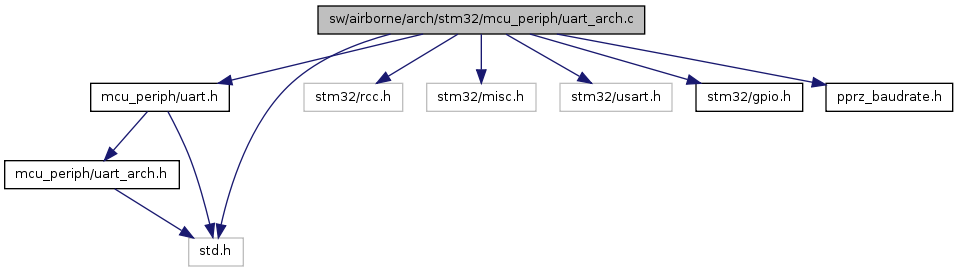 sw/airborne/arch/stm32/mcu_periph/uart_arch.c
mcu_periph/uart.h
stm32/rcc.h
stm32/misc.h
stm32/usart.h
stm32/gpio.h
pprz_baudrate.h
mcu_periph/uart_arch.h
std.h